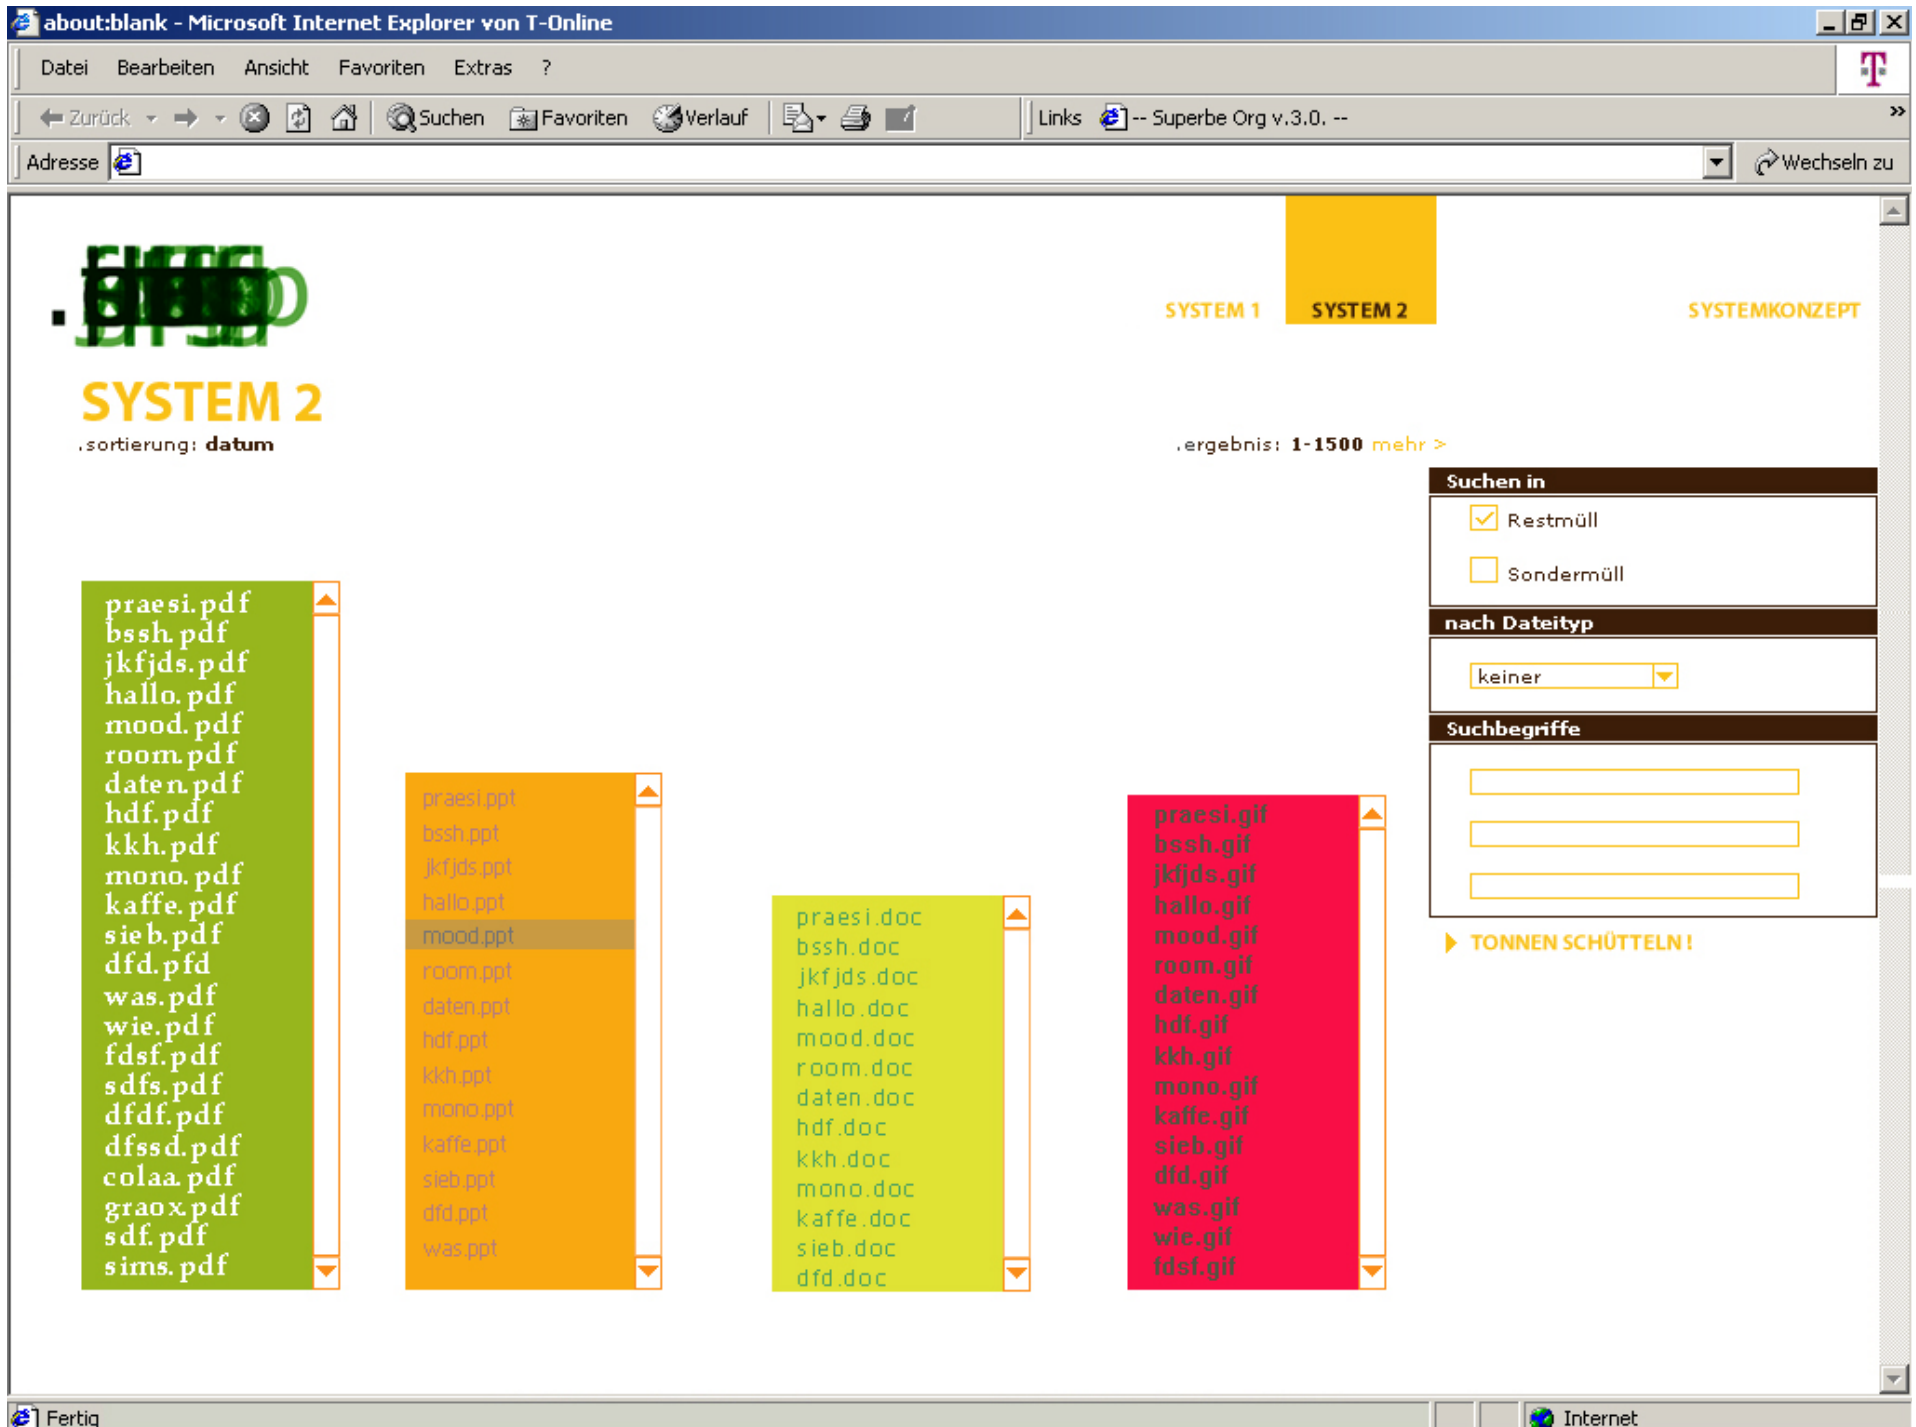 about:blank - Microsoft Internet Explorer von T-Online
Datei Bearbeiten Ansicht Favoriten Extras ?
Zurück Suchen Favoriten Verlauf Links -- Superbe Org v.3.0. --
Adresse Wechseln zu
SYSTEM 1 SYSTEM 2 SYSTEMKONZEPT
SYSTEM 2
.sortierung: datum
.ergebnis: 1-1500 mehr >
praesi.pdf
bssh.pdf
jkfjds.pdf
hallo.pdf
mood.pdf
room.pdf
daten.pdf
hdf.pdf
kkh.pdf
mono.pdf
kaffe.pdf
sieb.pdf
dfd.pfd
was.pdf
wie.pdf
fdsf.pdf
sdfs.pdf
dfdf.pdf
dfssd.pdf
colaa.pdf
graox.pdf
sdf.pdf
sims.pdf
praesi.ppt
bssh.ppt
jkfjds.ppt
hallo.ppt
mood.ppt
room.ppt
daten.ppt
hdf.ppt
kkh.ppt
mono.ppt
kaffe.ppt
sieb.ppt
dfd.ppt
was.ppt
praesi.doc
bssh.doc
jkfjds.doc
hallo.doc
mood.doc
room.doc
daten.doc
hdf.doc
kkh.doc
mono.doc
kaffe.doc
sieb.doc
dfd.doc
praesi.gif
bssh.gif
jkfjds.gif
hallo.gif
mood.gif
room.gif
daten.gif
hdf.gif
kkh.gif
mono.gif
kaffe.gif
sieb.gif
dfd.gif
was.gif
wie.gif
fdsf.gif
Suchen in
Restmüll
Sondermüll
nach Dateityp
keiner
Suchbegriffe
TONNEN SCHÜTTELN !
Fertig
Internet